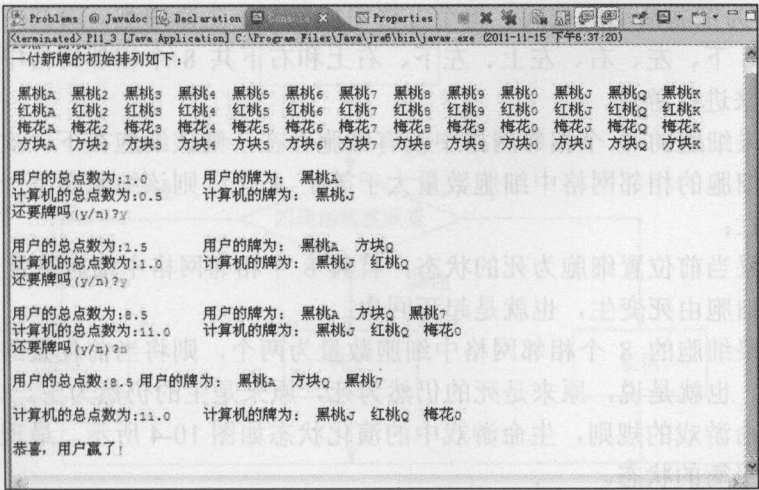 Problems @ Javadoc Declaration Console Properties
<terminated> P11_3 [Java Application] C:\Program Files\Java\jre6\bin\javaw.exe (2011-11-15 下午6:37:20)
一付新牌的初始排列如下：
黑桃A 黑桃2 黑桃3 黑桃4 黑桃5 黑桃6 黑桃7 黑桃8 黑桃9 黑桃0 黑桃J 黑桃Q 黑桃K
红桃A 红桃2 红桃3 红桃4 红桃5 红桃6 红桃7 红桃8 红桃9 红桃0 红桃J 红桃Q 红桃K
梅花A 梅花2 梅花3 梅花4 梅花5 梅花6 梅花7 梅花8 梅花9 梅花0 梅花J 梅花Q 梅花K
方块A 方块2 方块3 方块4 方块5 方块6 方块7 方块8 方块9 方块0 方块J 方块Q 方块K
用户的总点数为:1.0 用户的牌为： 黑桃A
计算机的总点数为:0.5 计算机的牌为： 黑桃J
还要牌吗(y/n)?y
用户的总点数为:1.5 用户的牌为： 黑桃A 方块Q
计算机的总点数为:1.0 计算机的牌为： 黑桃J 红桃Q
还要牌吗(y/n)?y
用户的总点数为:8.5 用户的牌为： 黑桃A 方块Q 黑桃7
计算机的总点数为:11.0 计算机的牌为： 黑桃J 红桃Q 梅花0
还要牌吗(y/n)?n
用户的总点数:8.5 用户的牌为： 黑桃A 方块Q 黑桃7
计算机的总点数为:11.0 计算机的牌为： 黑桃J 红桃Q 梅花0
恭喜，用户赢了!